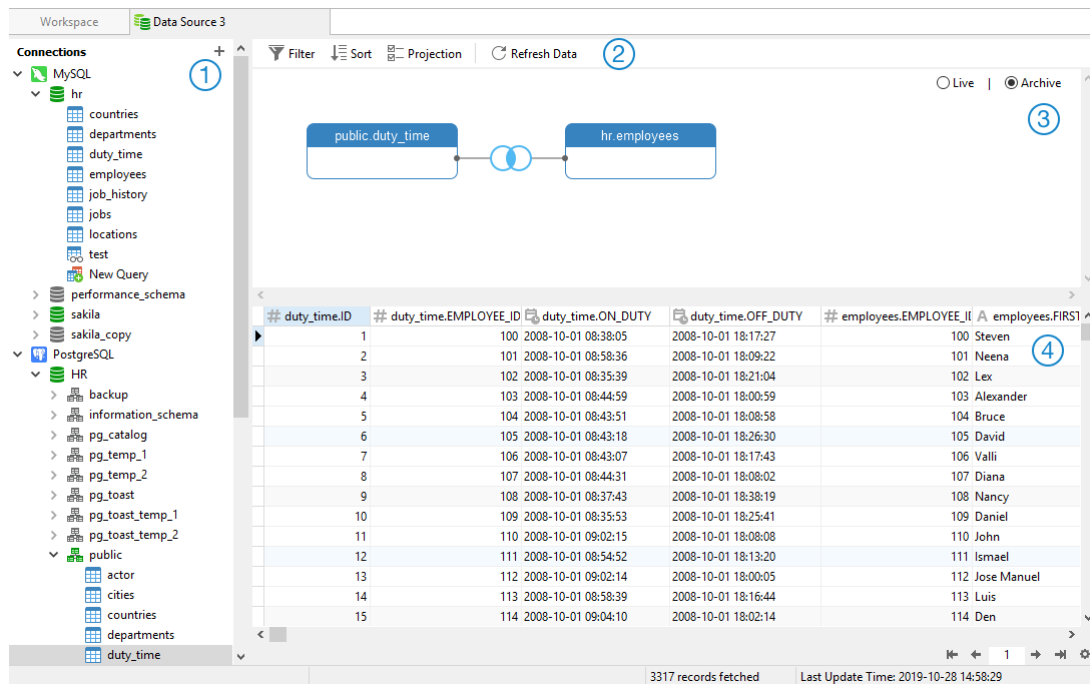 Workspace
Data Source 3
Connections
+
1
MySQL
hr
countries
departments
duty_time
employees
job_history
jobs
locations
test
New Query
performance_schema
sakila
sakila_copy
PostgreSQL
HR
backup
information_schema
pg_catalog
pg_temp_1
pg_temp_2
pg_toast
pg_toast_temp_1
pg_toast_temp_2
public
actor
cities
countries
departments
duty_time
Filter Sort Projection Refresh Data 2
Live | Archive
3
public.duty_time hr.employees
# duty_time.ID # duty_time.EMPLOYEE_ID duty_time.ON_DUTY duty_time.OFF_DUTY # employees.EMPLOYEE_II A employees.FIRST
1 100 2008-10-01 08:38:05 2008-10-01 18:17:27 100 Steven
2 101 2008-10-01 08:58:36 2008-10-01 18:09:22 101 Neena
4
3 102 2008-10-01 08:35:39 2008-10-01 18:21:04 102 Lex
4 103 2008-10-01 08:44:59 2008-10-01 18:00:59 103 Alexander
5 104 2008-10-01 08:43:51 2008-10-01 18:08:58 104 Bruce
6 105 2008-10-01 08:43:18 2008-10-01 18:26:30 105 David
7 106 2008-10-01 08:43:07 2008-10-01 18:17:43 106 Valli
8 107 2008-10-01 08:44:31 2008-10-01 18:08:02 107 Diana
9 108 2008-10-01 08:37:43 2008-10-01 18:38:19 108 Nancy
10 109 2008-10-01 08:35:53 2008-10-01 18:25:41 109 Daniel
11 110 2008-10-01 09:02:15 2008-10-01 18:08:08 110 John
12 111 2008-10-01 08:54:52 2008-10-01 18:13:20 111 Ismael
13 112 2008-10-01 09:02:14 2008-10-01 18:00:05 112 Jose Manuel
14 113 2008-10-01 08:58:39 2008-10-01 18:16:44 113 Luis
15 114 2008-10-01 09:04:10 2008-10-01 18:02:14 114 Den
1
3317 records fetched Last Update Time: 2019-10-28 14:58:29